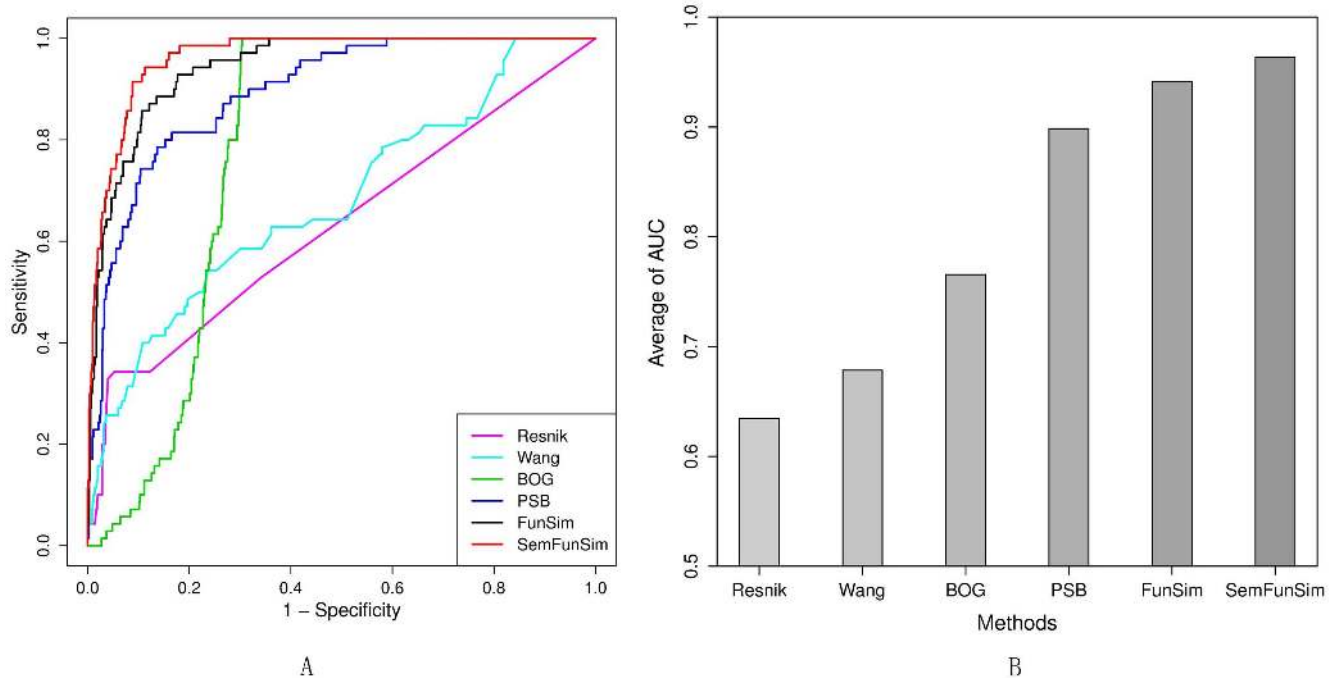 1.0
0.8
0.6
0.4
0.2
0.0
Sensitivity
Resnik
Wang
BOG
PSB
FunSim
SemFunSim
0.0 0.2 0.4 0.6 0.8 1.0
1 – Specificity
A
1.0
0.9
0.8
0.7
0.6
0.5
Average of AUC
Resnik Wang BOG PSB FunSim SemFunSim
Methods
B